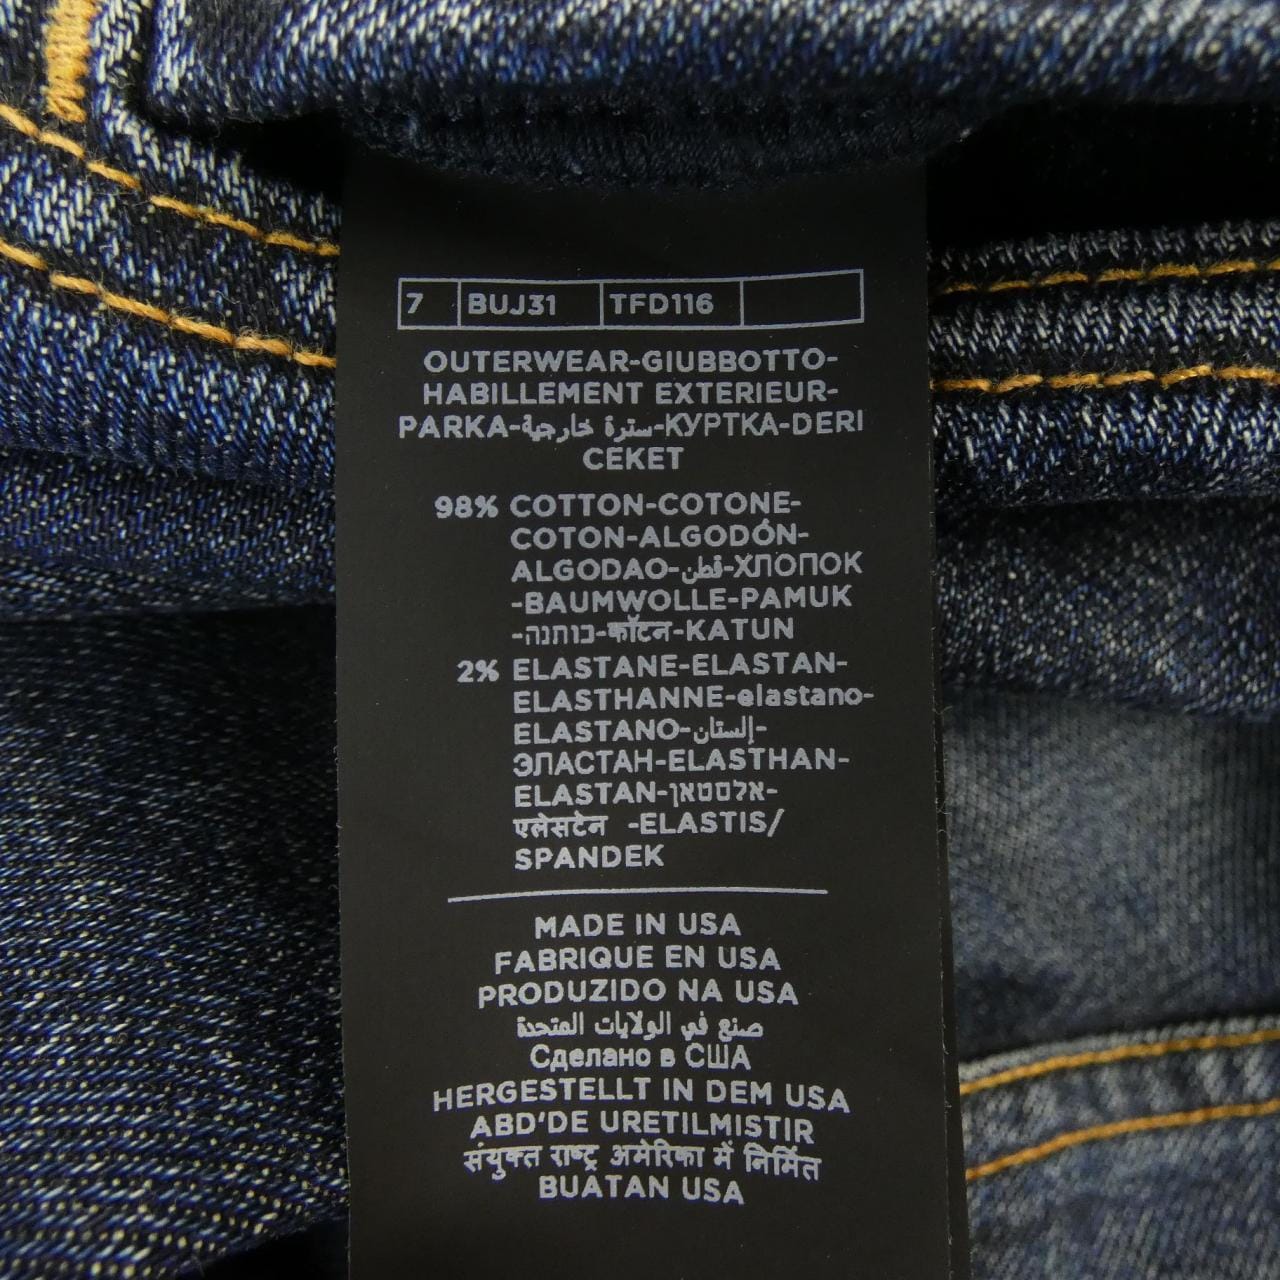 7 BUJ31 TFD116
OUTERWEAR-GIUBBOTTO-
HABILLEMENT EXTERIEUR-
PARKA-سترة خارجية-КУРТКА-DERI
CEKET
98% COTTON-COTONE-
COTON-ALGODÓN-
ALGODAO-قطن-ХЛОПОК
-BAUMWOLLE-PAMUK
-כותנה-कॉटन-KATUN
2% ELASTANE-ELASTAN-
ELASTHANNE-elastano-
ELASTANO-إلستان-
ЭЛАСТАН-ELASTHAN-
ELASTAN-אלסטאן-
एलेसटेन -ELASTIS/
SPANDEK
MADE IN USA
FABRIQUE EN USA
PRODUZIDO NA USA
صنع في الولايات المتحدة
Сделано в США
HERGESTELLT IN DEM USA
ABD'DE URETILMISTIR
संयुक्त राष्ट्र अमेरिका में निर्मित
BUATAN USA